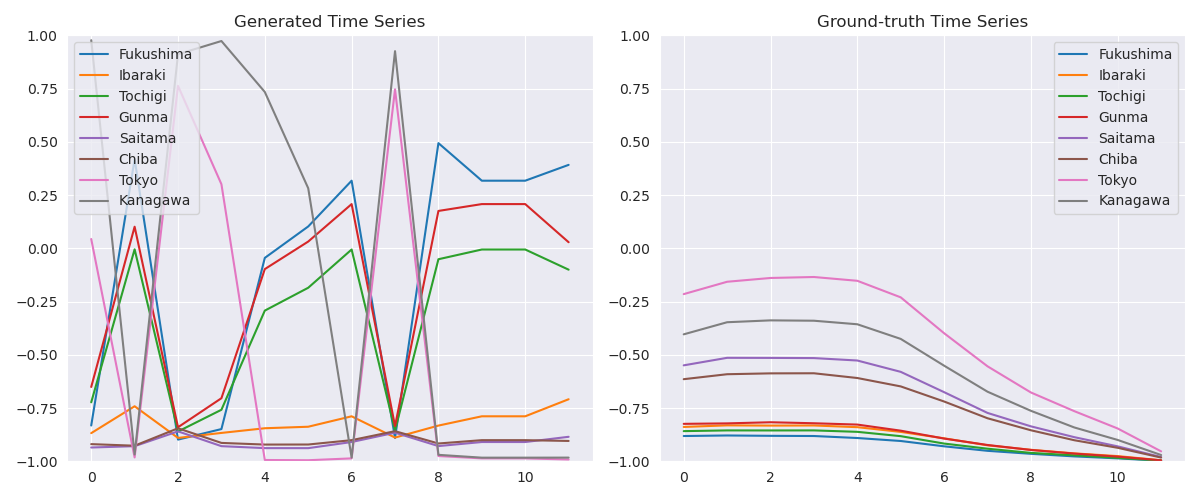 Generated Time Series
1.00
0.75
0.50
0.25
0.00
−0.25
−0.50
−0.75
−1.00
0
2
4
6
8
10
Fukushima
Ibaraki
Tochigi
Gunma
Saitama
Chiba
Tokyo
Kanagawa
Ground-truth Time Series
1.00
0.75
0.50
0.25
0.00
−0.25
−0.50
−0.75
−1.00
0
2
4
6
8
10
Fukushima
Ibaraki
Tochigi
Gunma
Saitama
Chiba
Tokyo
Kanagawa